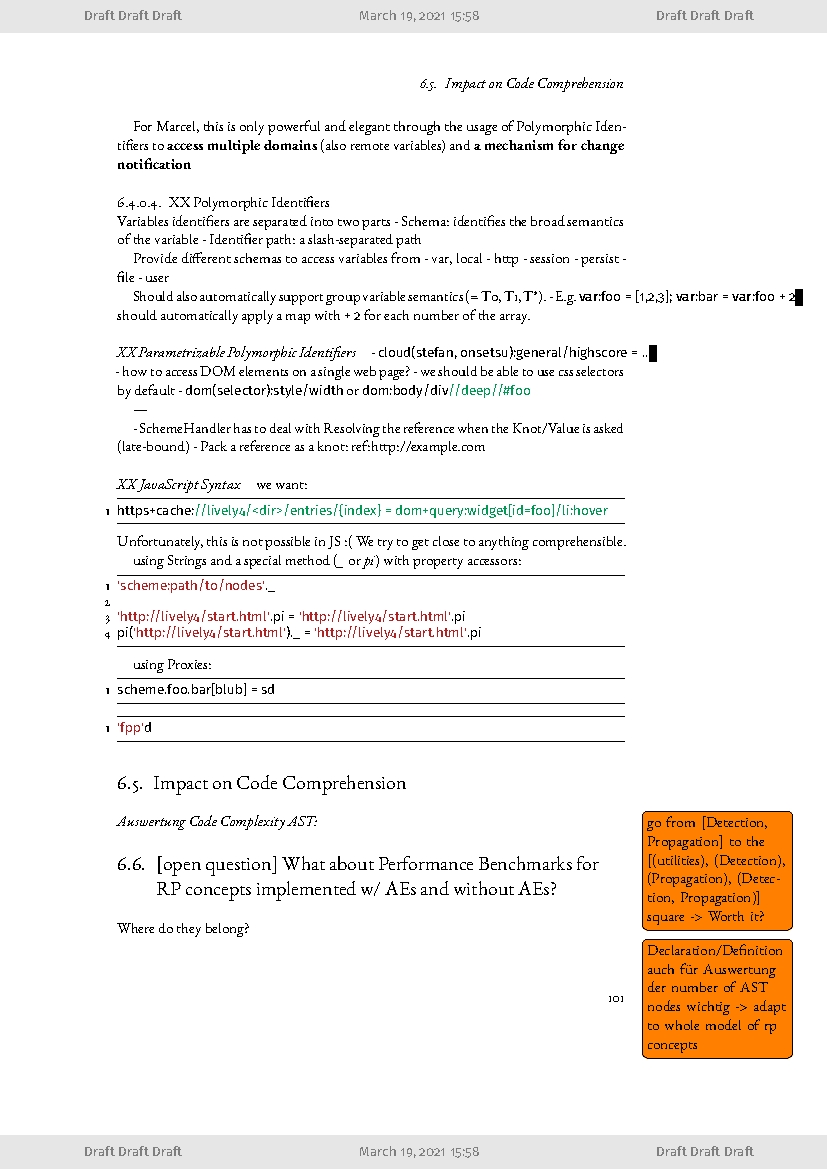 Draft Draft Draft March 19, 2021 15:58 Draft Draft Draft
6.5. Impact on Code Comprehension
For Marcel, this is only powerful and elegant through the usage of Polymorphic Iden-
tifiers to access multiple domains (also remote variables) and a mechanism for change
notification
6.4.0.4. XX Polymorphic Identifiers
Variables identifiers are separated into two parts - Schema: identifies the broad semantics
of the variable - Identifier path: a slash-separated path
Provide different schemas to access variables from - var, local - http - session - persist -
file - user
Should also automatically support group variable semantics (= T0, T1, T*). - E.g. var:foo = [1,2,3]; var:bar = var:foo + 2
should automatically apply a map with + 2 for each number of the array.
XX Parametrizable Polymorphic Identifiers - cloud(stefan, onsetsu):general/highscore = ..
- how to access DOM elements on a single web page? - we should be able to use css selectors
by default - dom(selector):style/width or dom:body/div//deep//#foo
—
- SchemeHandler has to deal with Resolving the reference when the Knot/Value is asked
(late-bound) - Pack a reference as a knot: ref:http://example.com
XX JavaScript Syntax we want:
1 https+cache://lively4/<dir>/entries/{index} = dom+query:widget[id=foo]/li:hover
Unfortunately, this is not possible in JS :( We try to get close to anything comprehensible.
using Strings and a special method (_ or pi) with property accessors:
1 'scheme:path/to/nodes'._
2
3 'http://lively4/start.html'.pi = 'http://lively4/start.html'.pi
4 pi('http://lively4/start.html')._ = 'http://lively4/start.html'.pi
using Proxies:
1 scheme.foo.bar[blub] = sd
1 'fpp'd
6.5. Impact on Code Comprehension
Auswertung Code Complexity AST:
6.6. [open question] What about Performance Benchmarks for
RP concepts implemented w/ AEs and without AEs?
Where do they belong?
go from [Detection,
Propagation] to the
[(utilities), (Detection),
(Propagation), (Detec-
tion, Propagation)]
square -> Worth it?
Declaration/Definition
auch für Auswertung
der number of AST
nodes wichtig -> adapt
to whole model of rp
concepts
101
Draft Draft Draft March 19, 2021 15:58 Draft Draft Draft